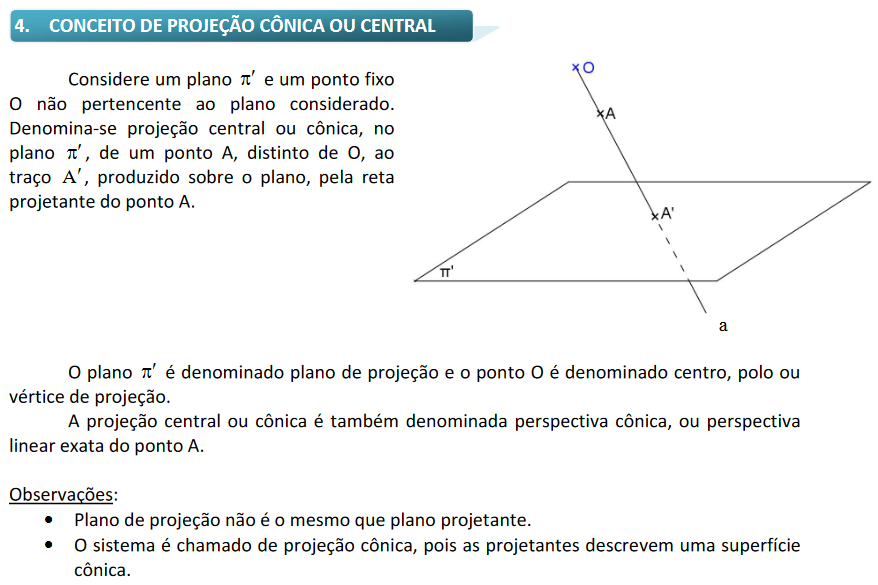 4. CONCEITO DE PROJEÇÃO CÔNICA OU CENTRAL
Considere um plano π′ e um ponto fixo
O não pertencente ao plano considerado.
Denomina-se projeção central ou cônica, no
plano π′, de um ponto A, distinto de O, ao
traço A′, produzido sobre o plano, pela reta
projetante do ponto A.
O
A
A'
π'
a
O plano π′ é denominado plano de projeção e o ponto O é denominado centro, polo ou
vértice de projeção.
A projeção central ou cônica é também denominada perspectiva cônica, ou perspectiva
linear exata do ponto A.
Observações:
• Plano de projeção não é o mesmo que plano projetante.
• O sistema é chamado de projeção cônica, pois as projetantes descrevem uma superfície
cônica.